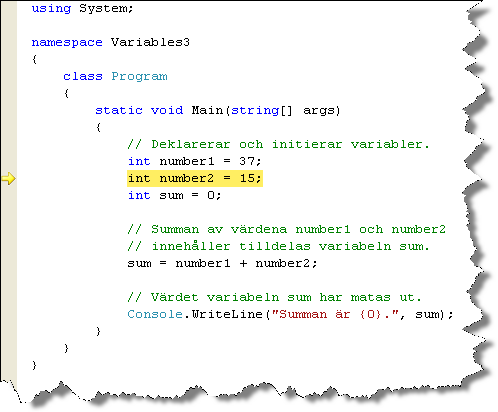 using System;

namespace Variables3
{
    class Program
    {
        static void Main(string[] args)
        {
            // Deklarerar och initierar variabler.
            int number1 = 37;
            int number2 = 15;
            int sum = 0;

            // Summan av värdena number1 och number2
            // innehåller tilldelas variabeln sum.
            sum = number1 + number2;

            // Värdet variabeln sum har matas ut.
            Console.WriteLine("Summan är {0}.", sum);
        }
    }
}